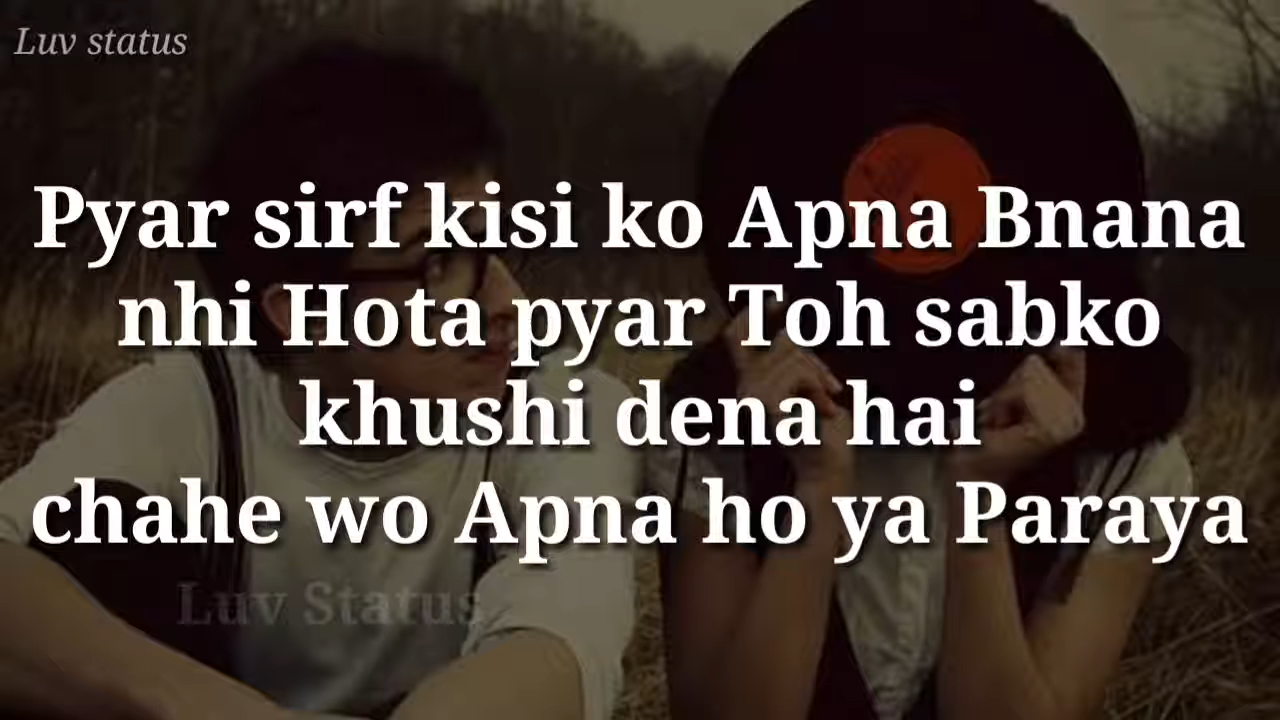 Luv status
Pyar sirf kisi ko Apna Bnana
nhi Hota pyar Toh sabko
khushi dena hai
chahe wo Apna ho ya Paraya
Luv Status